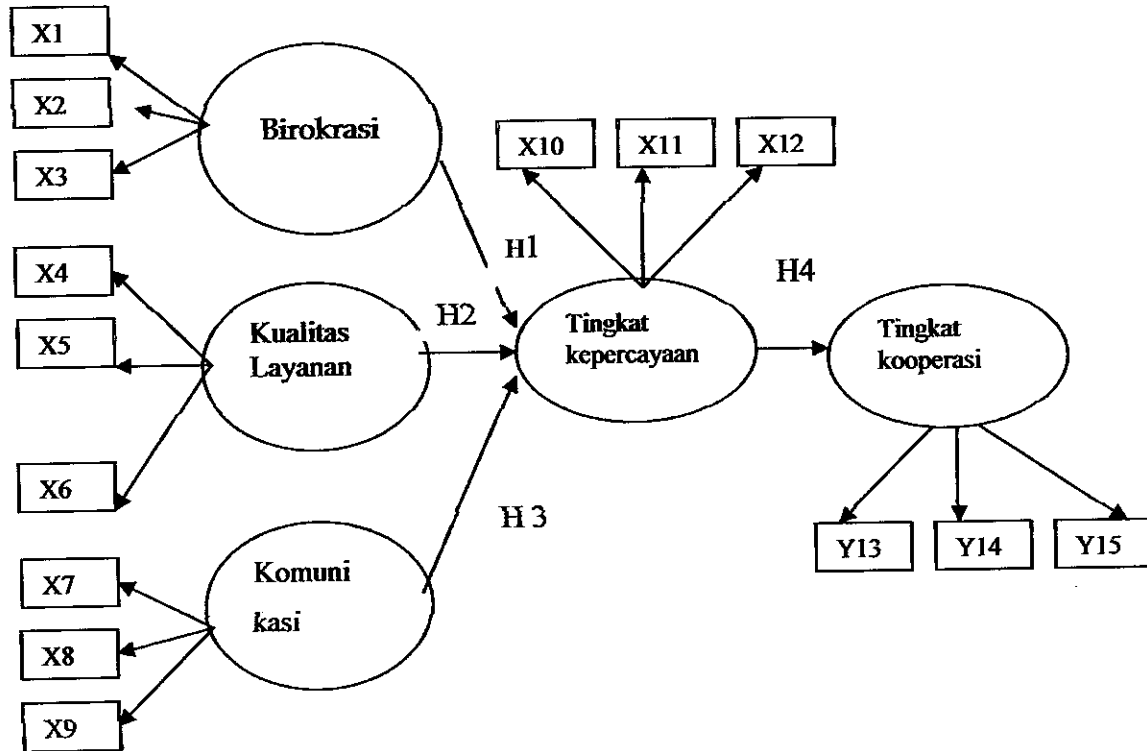 X1
X2
X3
Birokrasi
X10
X11
X12
H1
X4
X5
X6
Kualitas
Layanan
H2
Tingkat
kepercayaan
H4
Tingkat
kooperasi
H 3
X7
X8
X9
Komuni
kasi
Y13
Y14
Y15